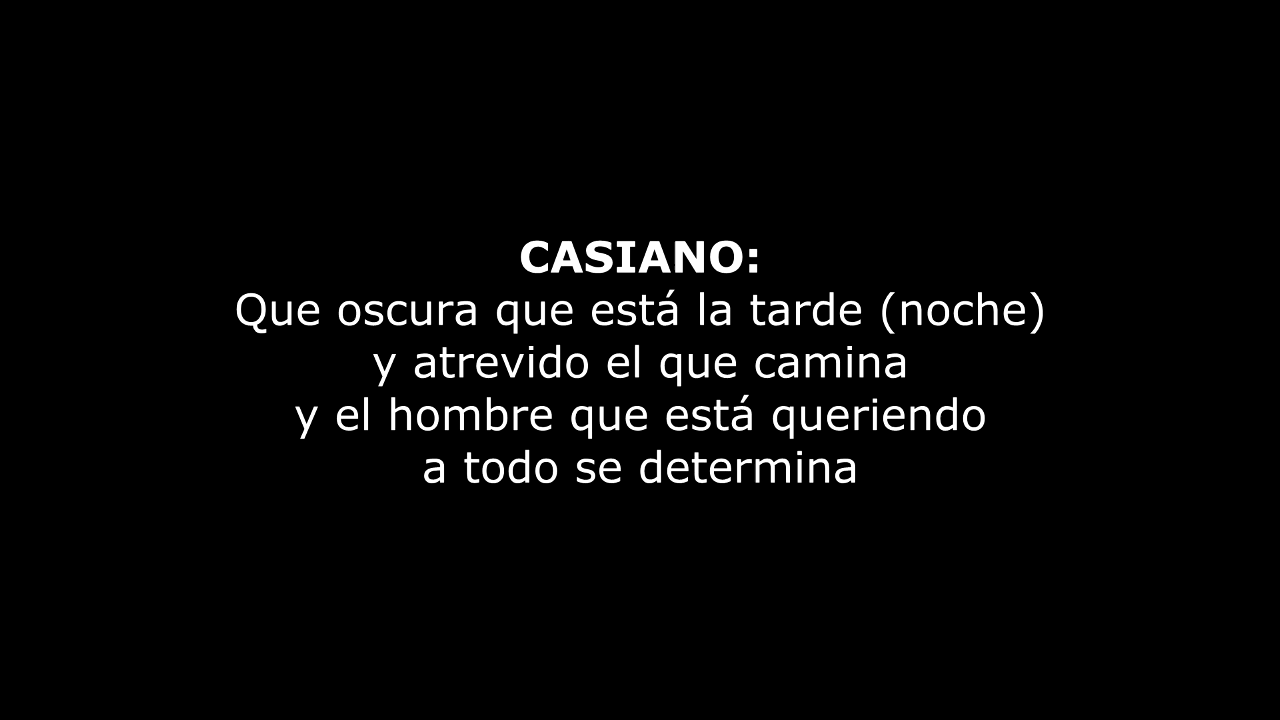 CASIANO:
Que oscura que está la tarde (noche)
y atrevido el que camina
y el hombre que está queriendo
a todo se determina